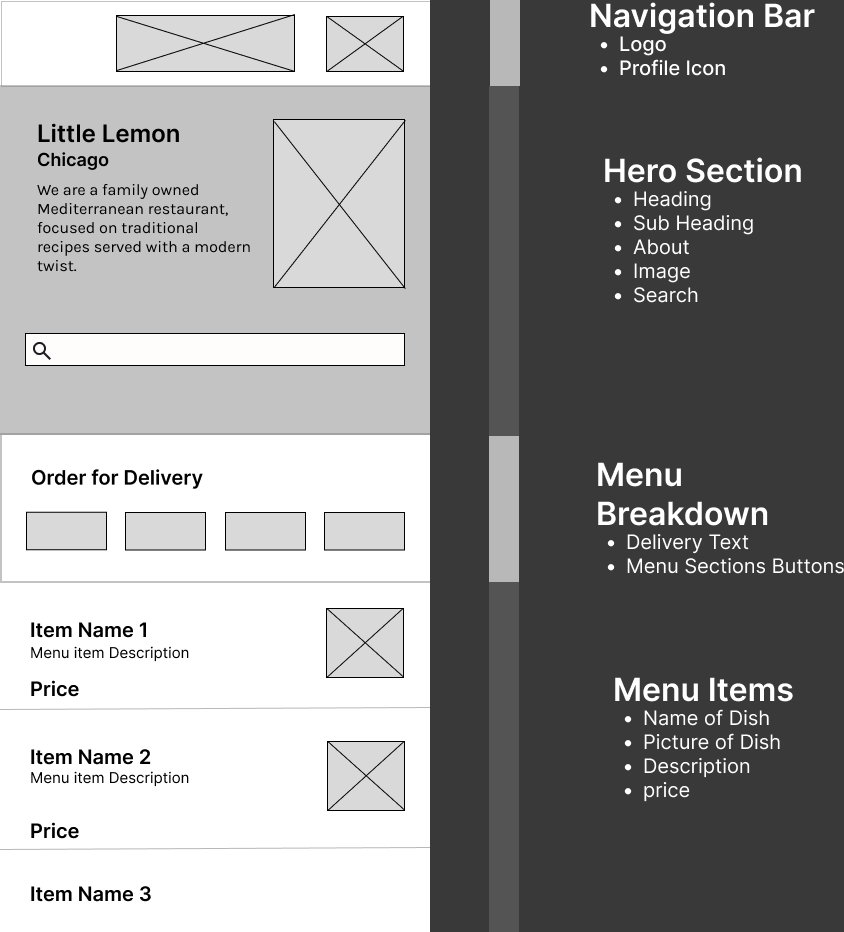 Little Lemon
Chicago
We are a family owned
Mediterranean restaurant,
focused on traditional
recipes served with a modern
twist.
Order for Delivery
Item Name 1
Menu item Description
Price
Item Name 2
Menu item Description
Price
Item Name 3
Navigation Bar
• Logo
• Profile Icon
Hero Section
• Heading
• Sub Heading
• About
• Image
• Search
Menu
Breakdown
• Delivery Text
• Menu Sections Buttons
Menu Items
• Name of Dish
• Picture of Dish
• Description
• price